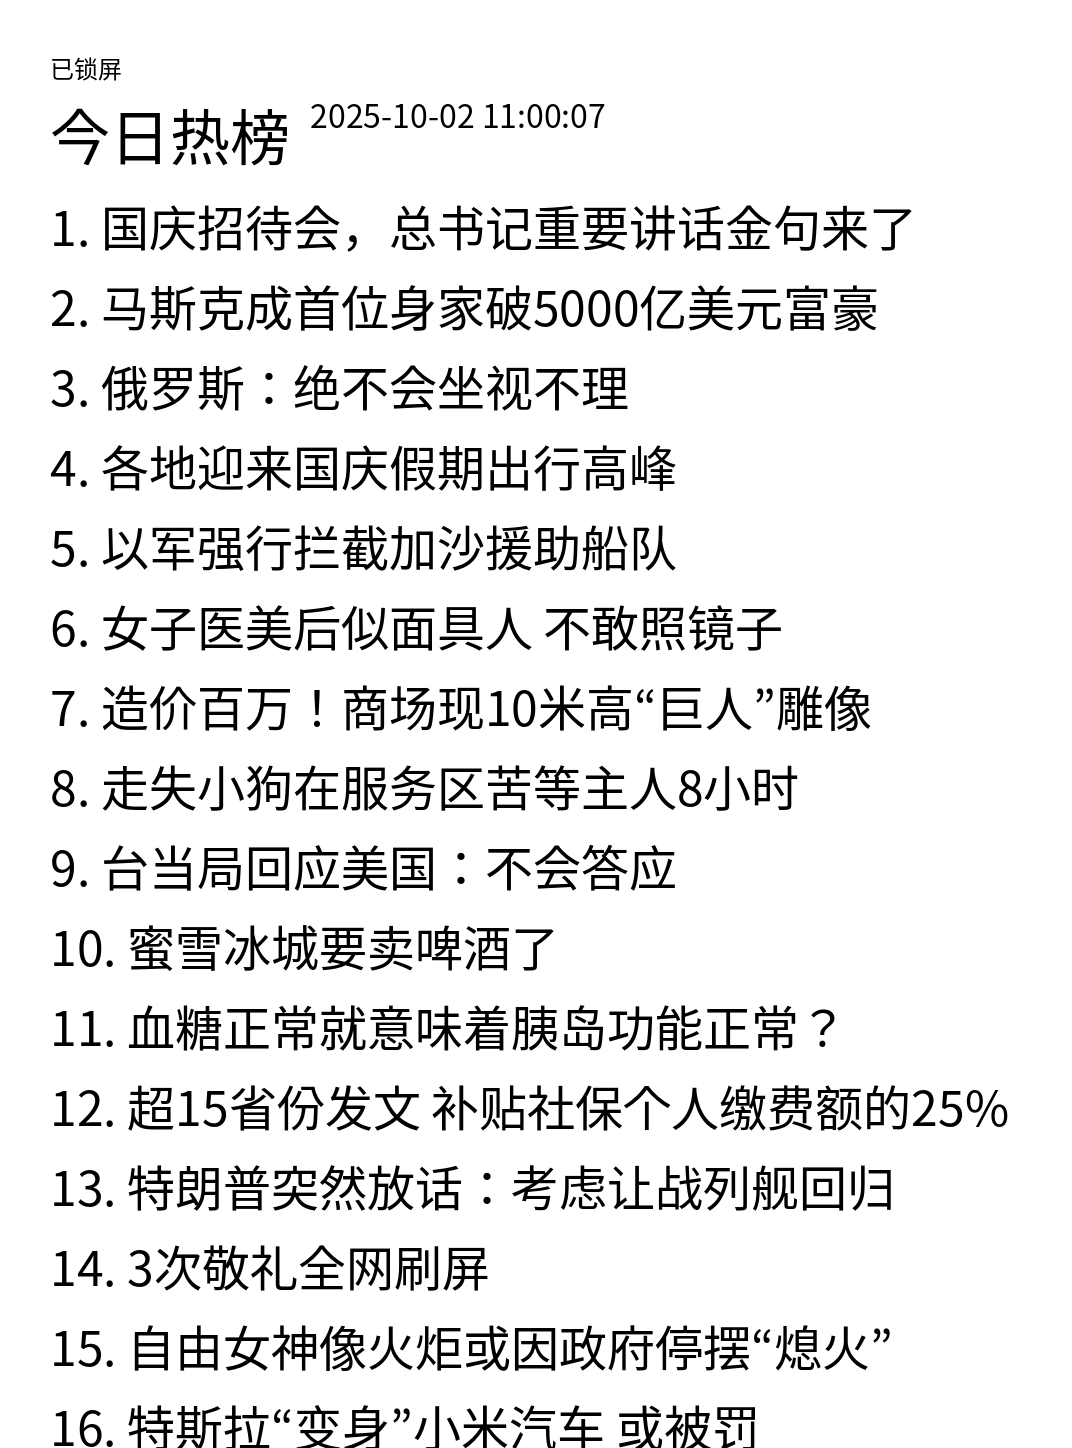 已锁屏
今日热榜 2025-10-02 11:00:07
1. 国庆招待会，总书记重要讲话金句来了
2. 马斯克成首位身家破5000亿美元富豪
3. 俄罗斯：绝不会坐视不理
4. 各地迎来国庆假期出行高峰
5. 以军强行拦截加沙援助船队
6. 女子医美后似面具人 不敢照镜子
7. 造价百万！商场现10米高“巨人”雕像
8. 走失小狗在服务区苦等主人8小时
9. 台当局回应美国：不会答应
10. 蜜雪冰城要卖啤酒了
11. 血糖正常就意味着胰岛功能正常？
12. 超15省份发文 补贴社保个人缴费额的25%
13. 特朗普突然放话：考虑让战列舰回归
14. 3次敬礼全网刷屏
15. 自由女神像火炬或因政府停摆“熄火”
16. 特斯拉“变身”小米汽车 或被罚